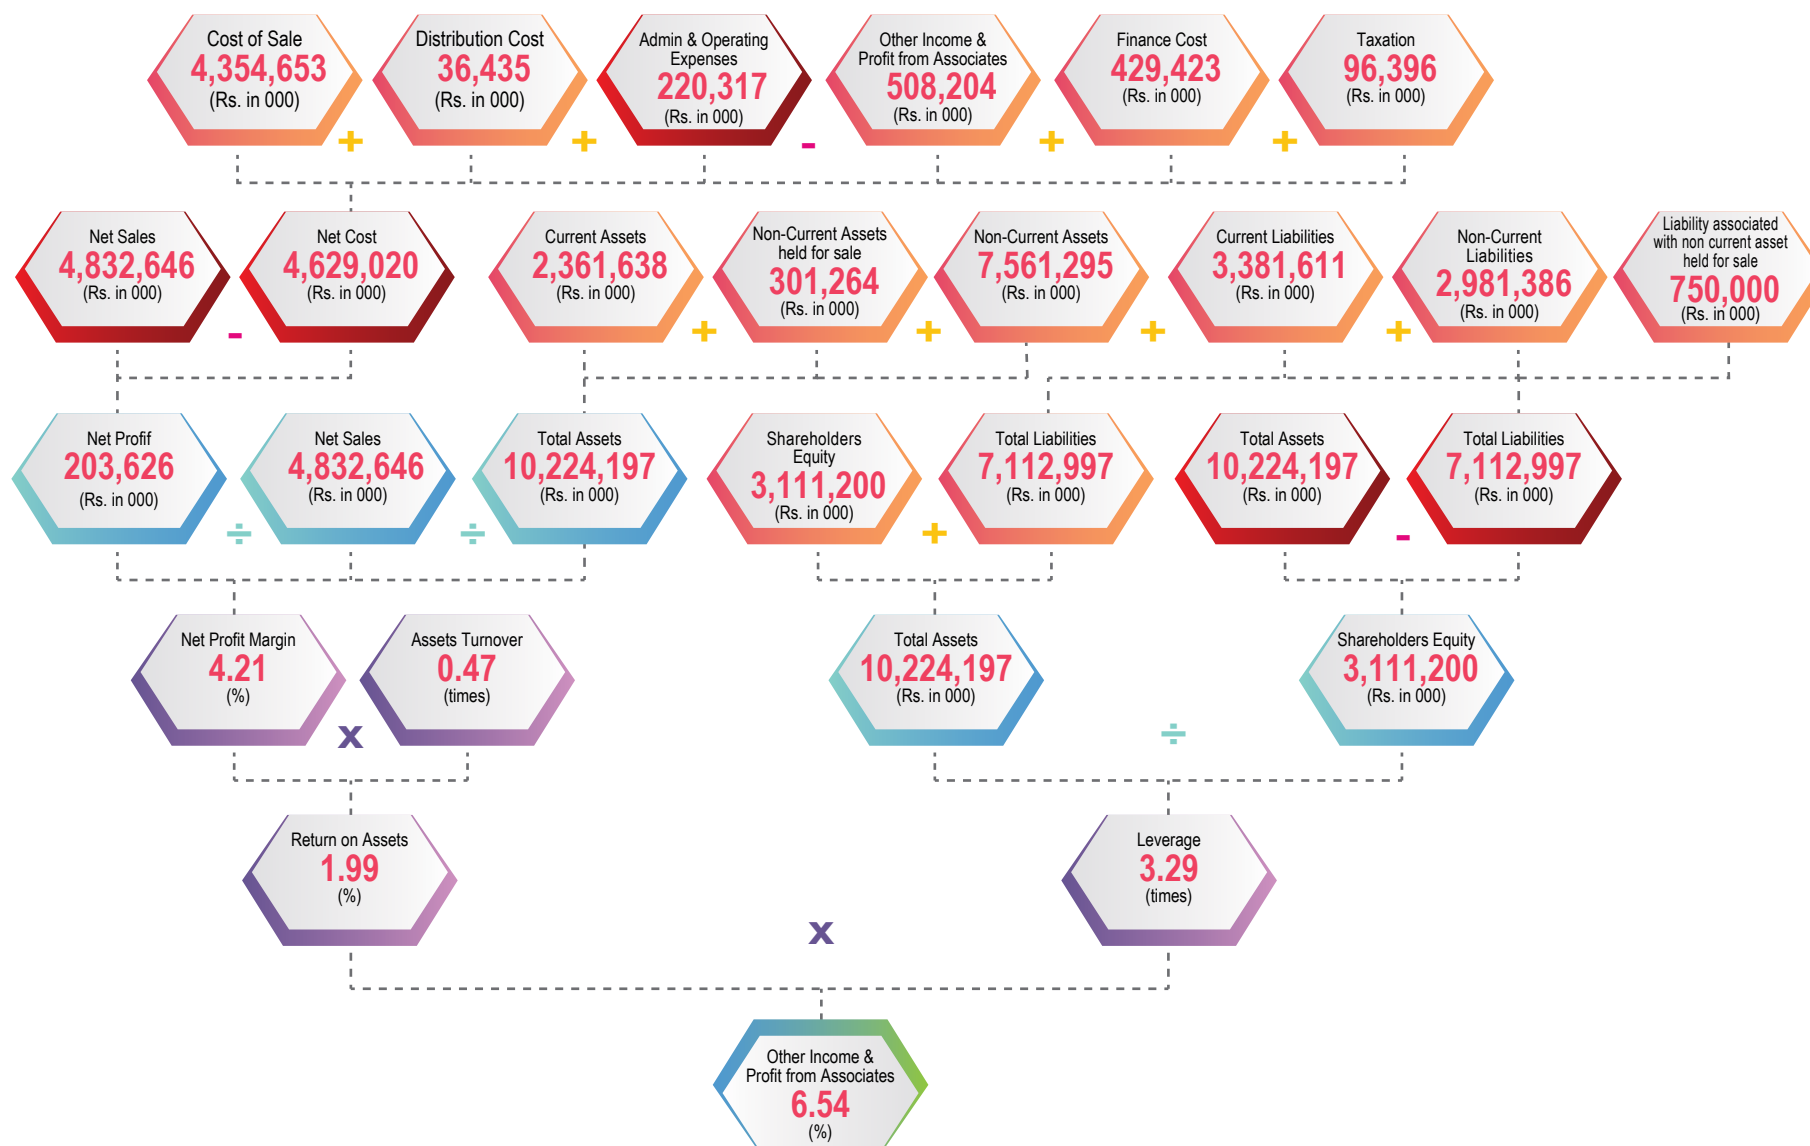 Cost of Sale
4,354,653
(Rs. in 000)
+
Distribution Cost
36,435
(Rs. in 000)
+
Admin & Operating
Expenses
220,317
(Rs. in 000)
-
Other Income &
Profit from Associates
508,204
(Rs. in 000)
+
Finance Cost
429,423
(Rs. in 000)
+
Taxation
96,396
(Rs. in 000)
Net Sales
4,832,646
(Rs. in 000)
-
Net Cost
4,629,020
(Rs. in 000)
Current Assets
2,361,638
(Rs. in 000)
+
Non-Current Assets
held for sale
301,264
(Rs. in 000)
+
Non-Current Assets
7,561,295
(Rs. in 000)
+
Current Liabilities
3,381,611
(Rs. in 000)
+
Non-Current
Liabilities
2,981,386
(Rs. in 000)
Liability associated
with non current asset
held for sale
750,000
(Rs. in 000)
Net Profif
203,626
(Rs. in 000)
÷
Net Sales
4,832,646
(Rs. in 000)
÷
Total Assets
10,224,197
(Rs. in 000)
Shareholders
Equity
3,111,200
(Rs. in 000)
+
Total Liabilities
7,112,997
(Rs. in 000)
Total Assets
10,224,197
(Rs. in 000)
-
Total Liabilities
7,112,997
(Rs. in 000)
Net Profit Margin
4.21
(%)
x
Assets Turnover
0.47
(times)
Total Assets
10,224,197
(Rs. in 000)
÷
Shareholders Equity
3,111,200
(Rs. in 000)
Return on Assets
1.99
(%)
x
Leverage
3.29
(times)
Other Income &
Profit from Associates
6.54
(%)